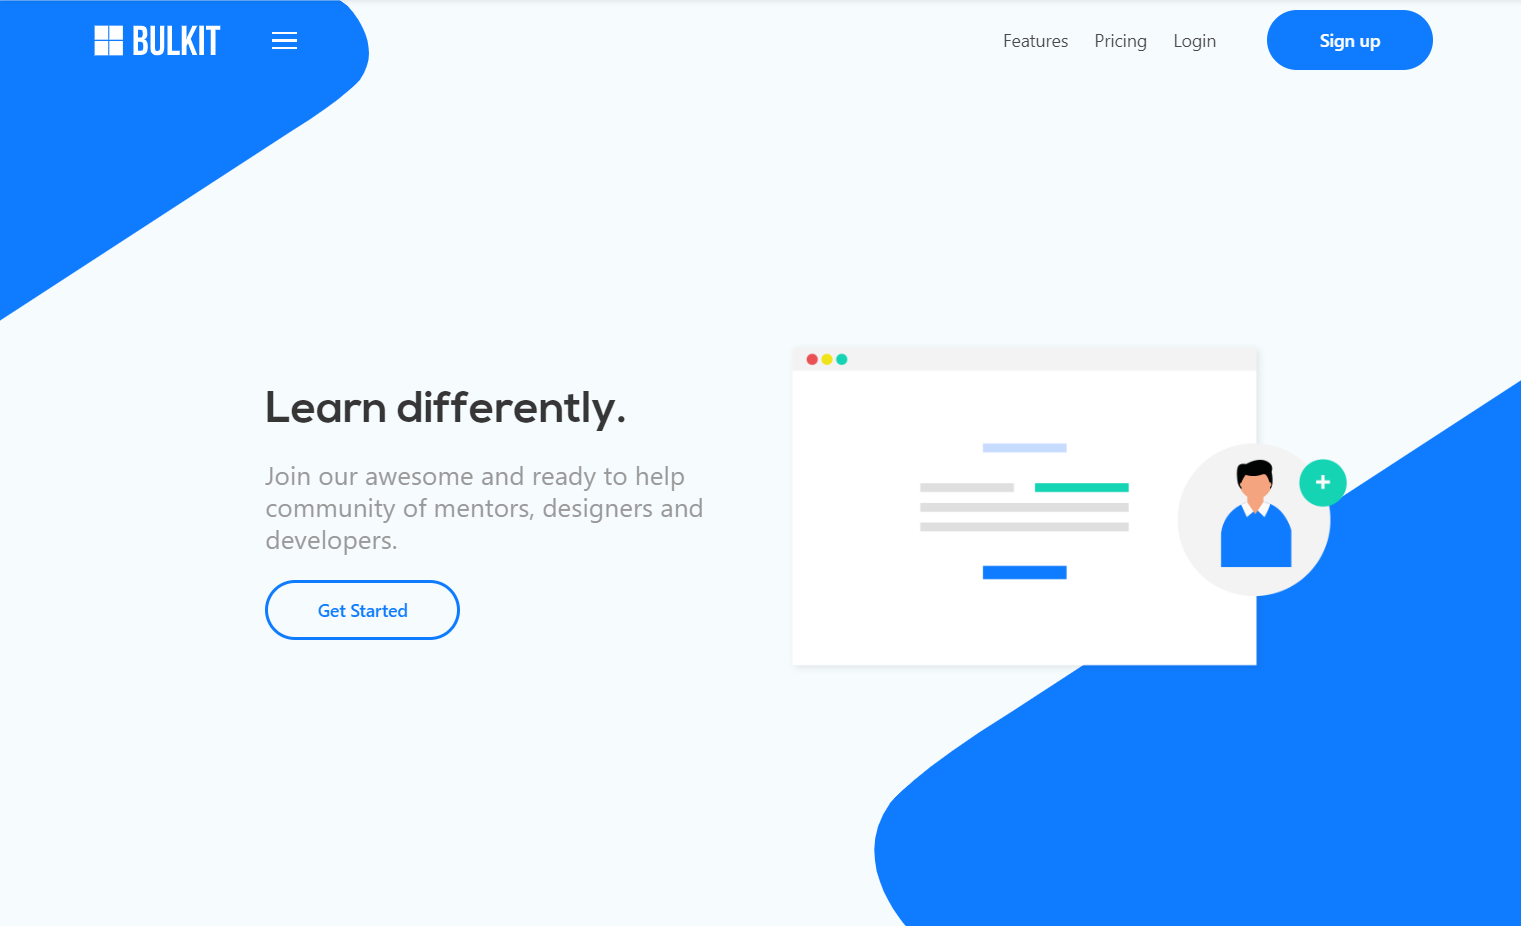 BULKIT
Features Pricing Login Sign up
Learn differently.
Join our awesome and ready to help
community of mentors, designers and
developers.
Get Started